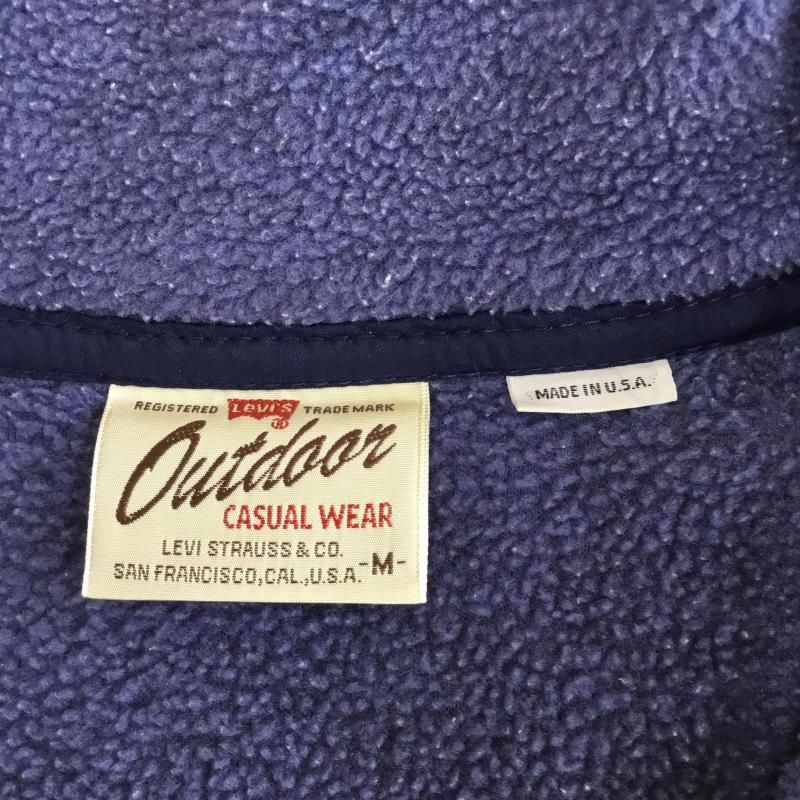 REGISTERED Levi's ® TRADE MARK
Outdoor
CASUAL WEAR
LEVI STRAUSS & CO.
SAN FRANCISCO, CAL., U.S.A. -M-
MADE IN U.S.A.